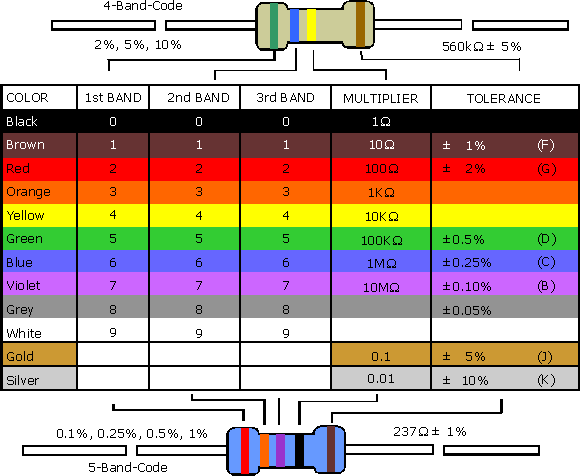 4-Band-Code
2%, 5%, 10%
560kΩ ± 5%
COLOR 1st BAND 2nd BAND 3rd BAND MULTIPLIER TOLERANCE
Black 0 0 0 1Ω
Brown 1 1 1 10Ω ± 1% (F)
Red 2 2 2 100Ω ± 2% (G)
Orange 3 3 3 1KΩ
Yellow 4 4 4 10KΩ
Green 5 5 5 100KΩ ±0.5% (D)
Blue 6 6 6 1MΩ ±0.25% (C)
Violet 7 7 7 10MΩ ±0.10% (B)
Grey 8 8 8 ±0.05%
White 9 9 9
Gold 0.1 ± 5% (J)
Silver 0.01 ± 10% (K)
0.1%, 0.25%, 0.5%, 1%
237Ω ± 1%
5-Band-Code